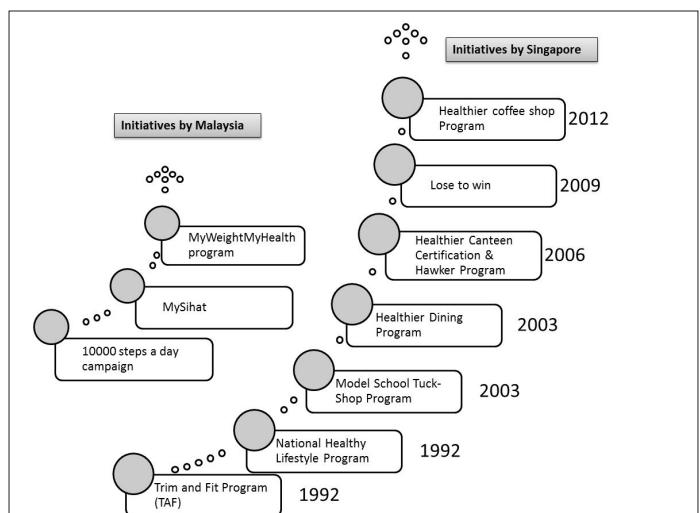 Initiatives by Singapore
Healthier coffee shop
Program
2012
Lose to win
2009
Healthier Canteen
Certification &
Hawker Program
2006
Healthier Dining
Program
2003
Model School Tuck-
Shop Program
2003
National Healthy
Lifestyle Program
1992
Trim and Fit Program
(TAF)
1992
Initiatives by Malaysia
MyWeightMyHealth
program
MySihat
10000 steps a day
campaign